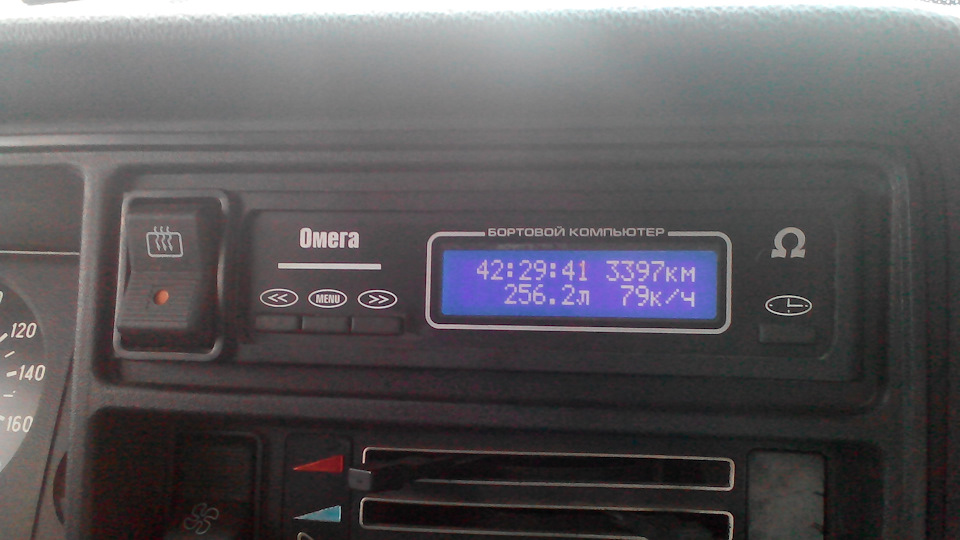 Омега
<< MENU >>
БОРТОВОЙ КОМПЬЮТЕР
42:29:41 3397км
256.2л 79к/ч
Ω
120
140
160